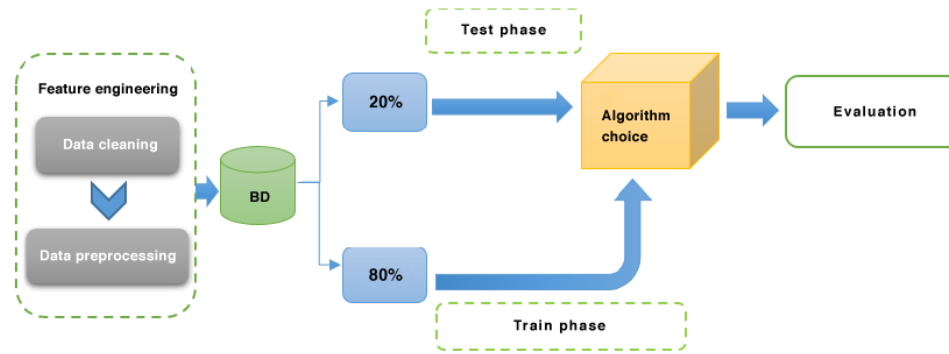 Test phase
Feature engineering
Data cleaning
Data preprocessing
BD
20%
80%
Algorithm
choice
Evaluation
Train phase